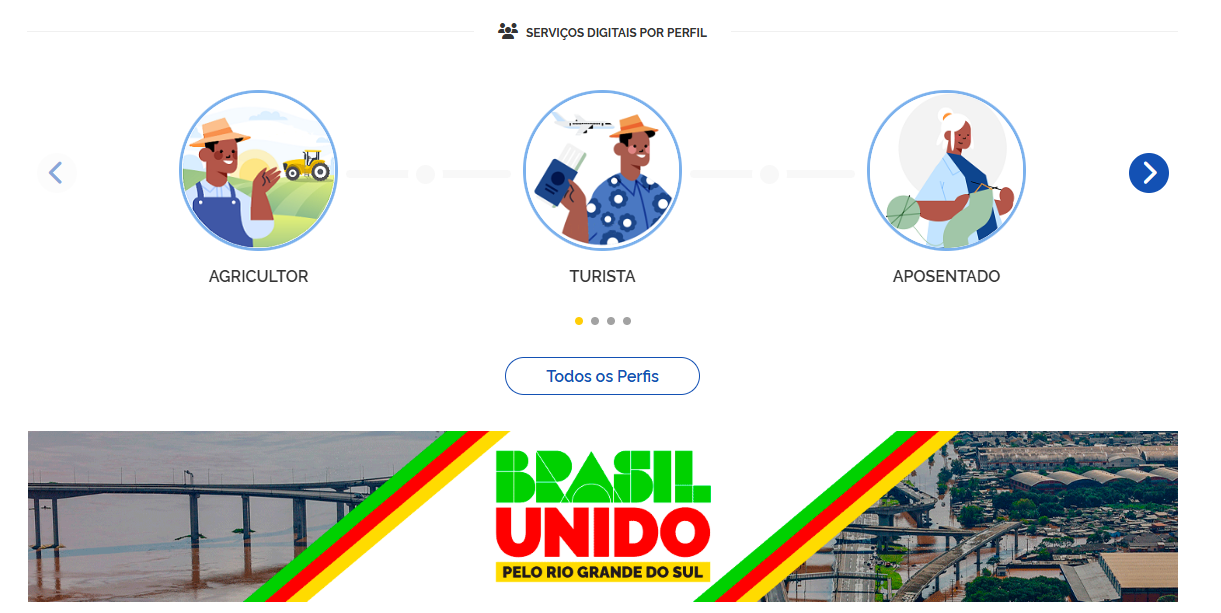 SERVIÇOS DIGITAIS POR PERFIL
AGRICULTOR
TURISTA
APOSENTADO
Todos os Perfis
BRASIL
UNIDO
PELO RIO GRANDE DO SUL